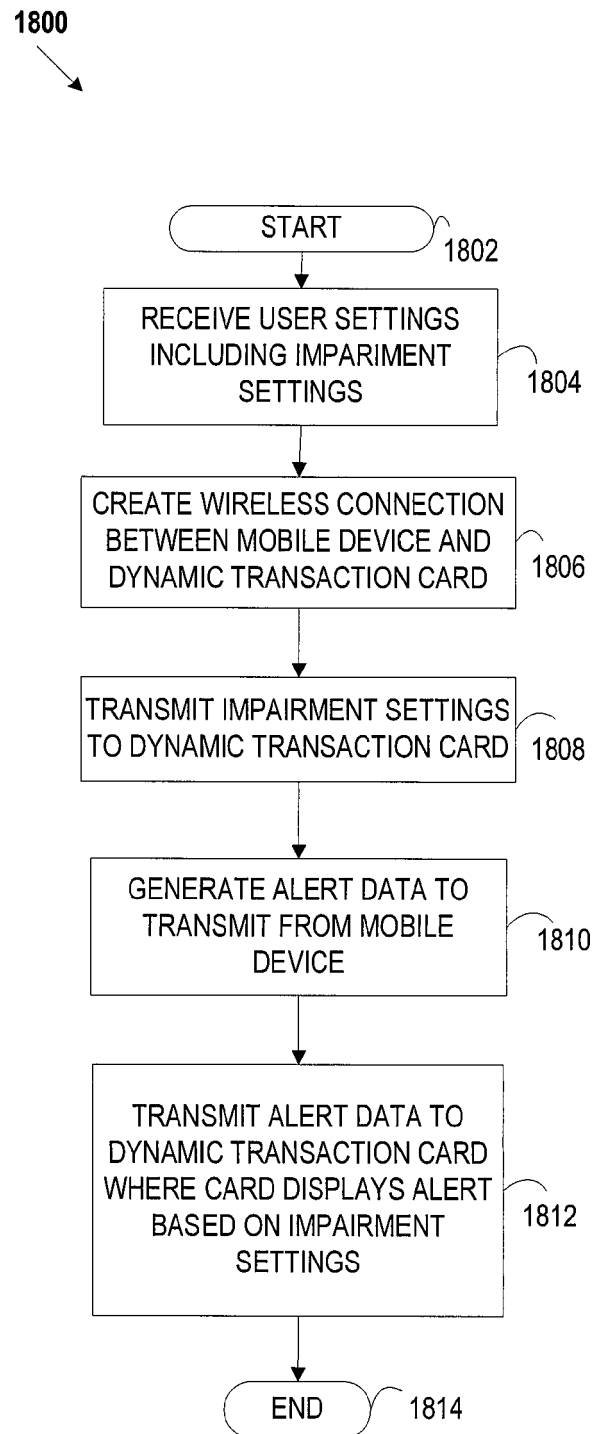 1800
START
1802
RECEIVE USER SETTINGS
INCLUDING IMPARIMENT
SETTINGS
1804
CREATE WIRELESS CONNECTION
BETWEEN MOBILE DEVICE AND
DYNAMIC TRANSACTION CARD
1806
TRANSMIT IMPAIRMENT SETTINGS
TO DYNAMIC TRANSACTION CARD
1808
GENERATE ALERT DATA TO
TRANSMIT FROM MOBILE
DEVICE
1810
TRANSMIT ALERT DATA TO
DYNAMIC TRANSACTION CARD
WHERE CARD DISPLAYS ALERT
BASED ON IMPAIRMENT
SETTINGS
1812
END
1814